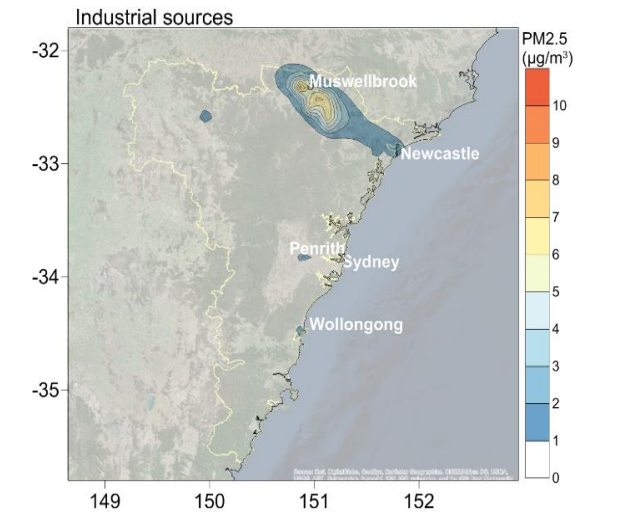 Industrial sources
PM2.5
(µg/m³)
-32
-33
-34
-35
Muswellbrook
Newcastle
Penrith
Sydney
Wollongong
10
9
8
7
6
5
4
3
2
1
0
149
150
151
152